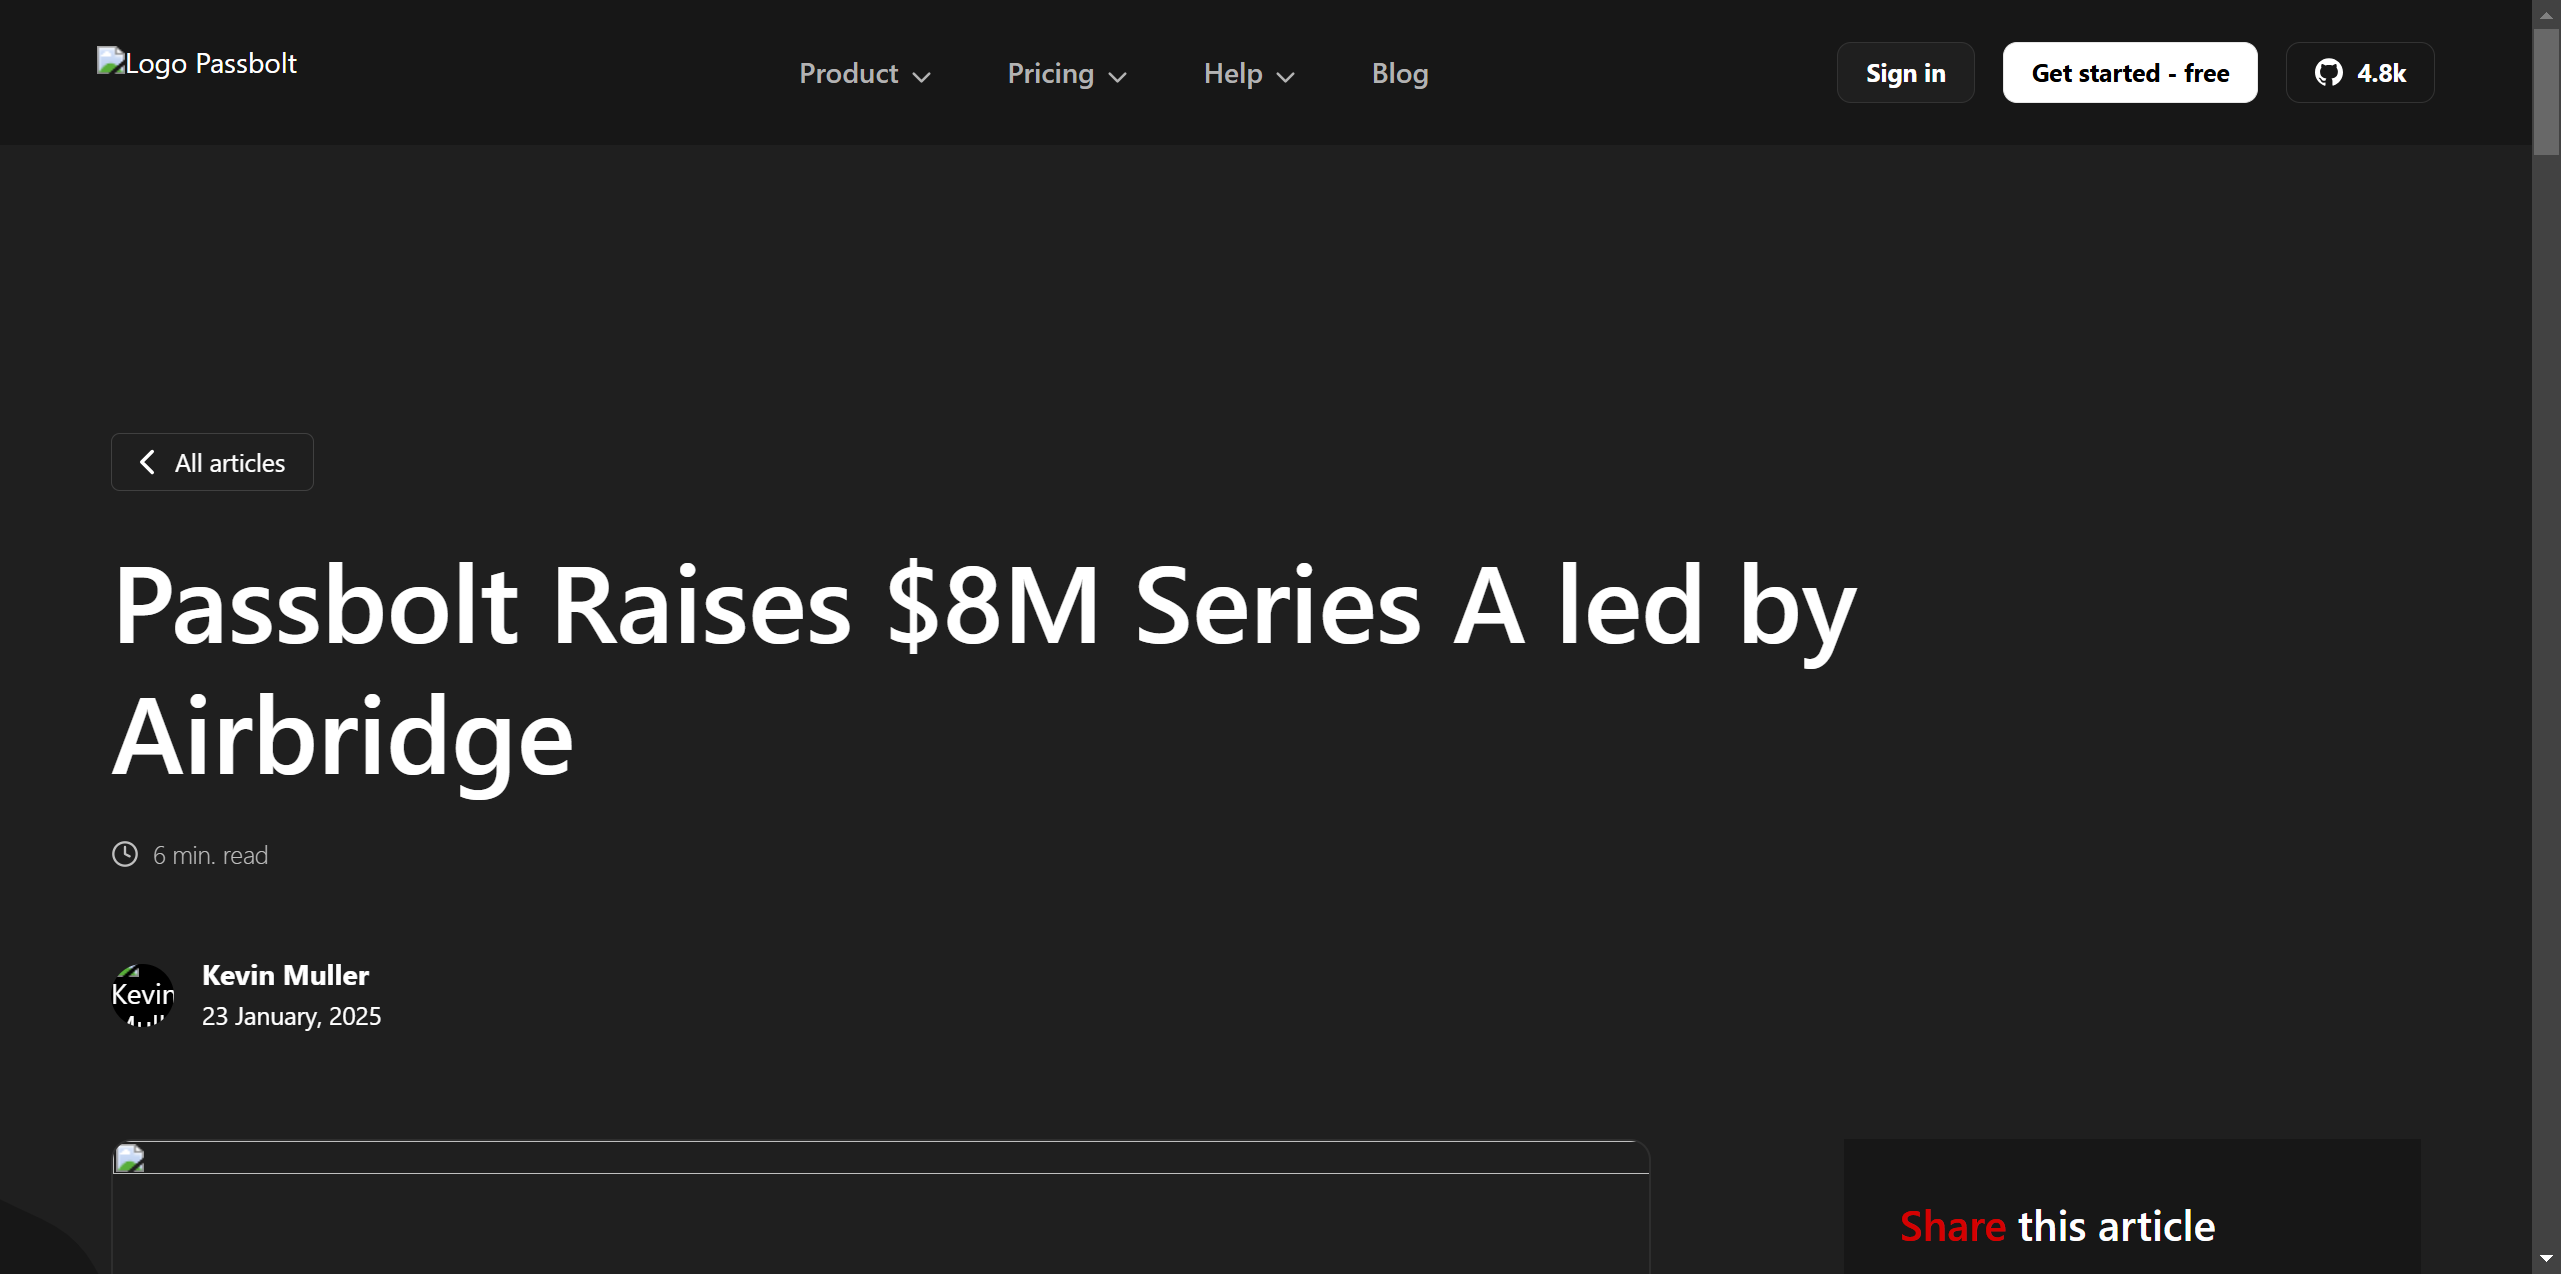 Logo Passbolt
Product
Pricing
Help
Blog
Sign in
Get started - free
4.8k
All articles
Passbolt Raises $8M Series A led by
Airbridge
6 min. read
Kevin
Kevin Muller
23 January, 2025
Share this article